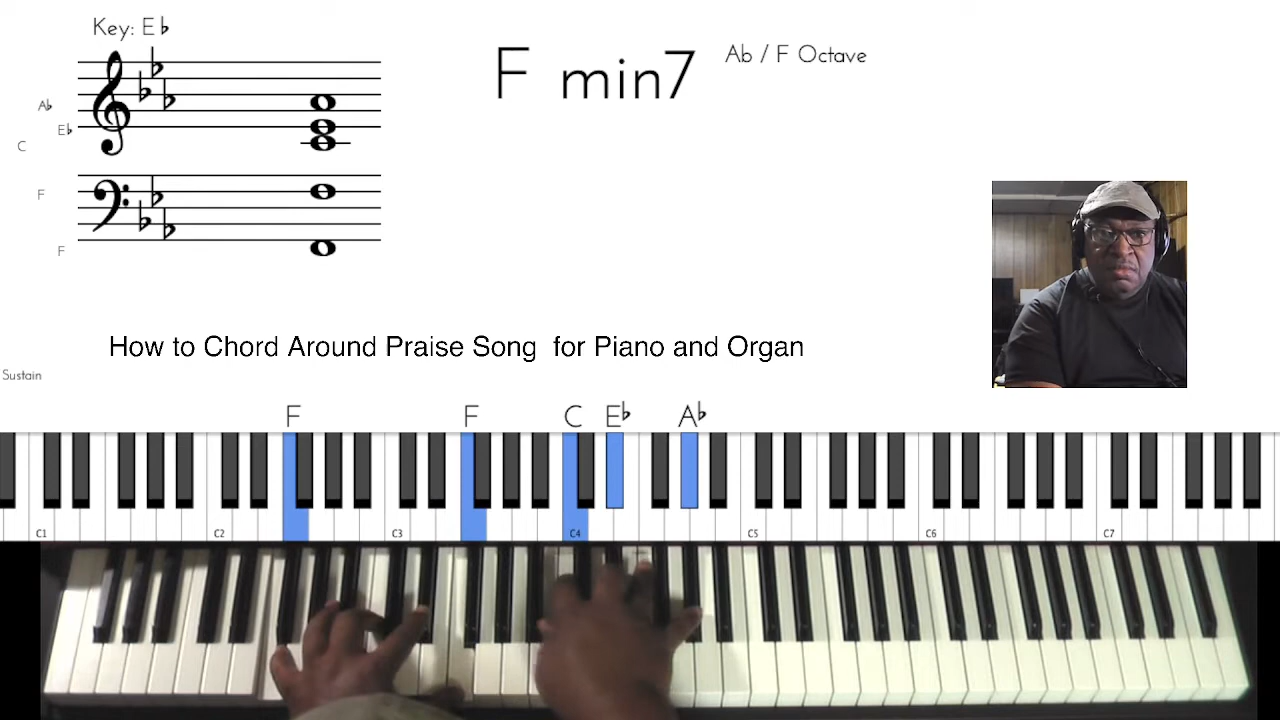 Key: E♭
F min7
Ab / F Octave
A♭
E♭
C
F
F
How to Chord Around Praise Song for Piano and Organ
Sustain
F F C E♭ A♭
C1 C2 C3 C4 C5 C6 C7